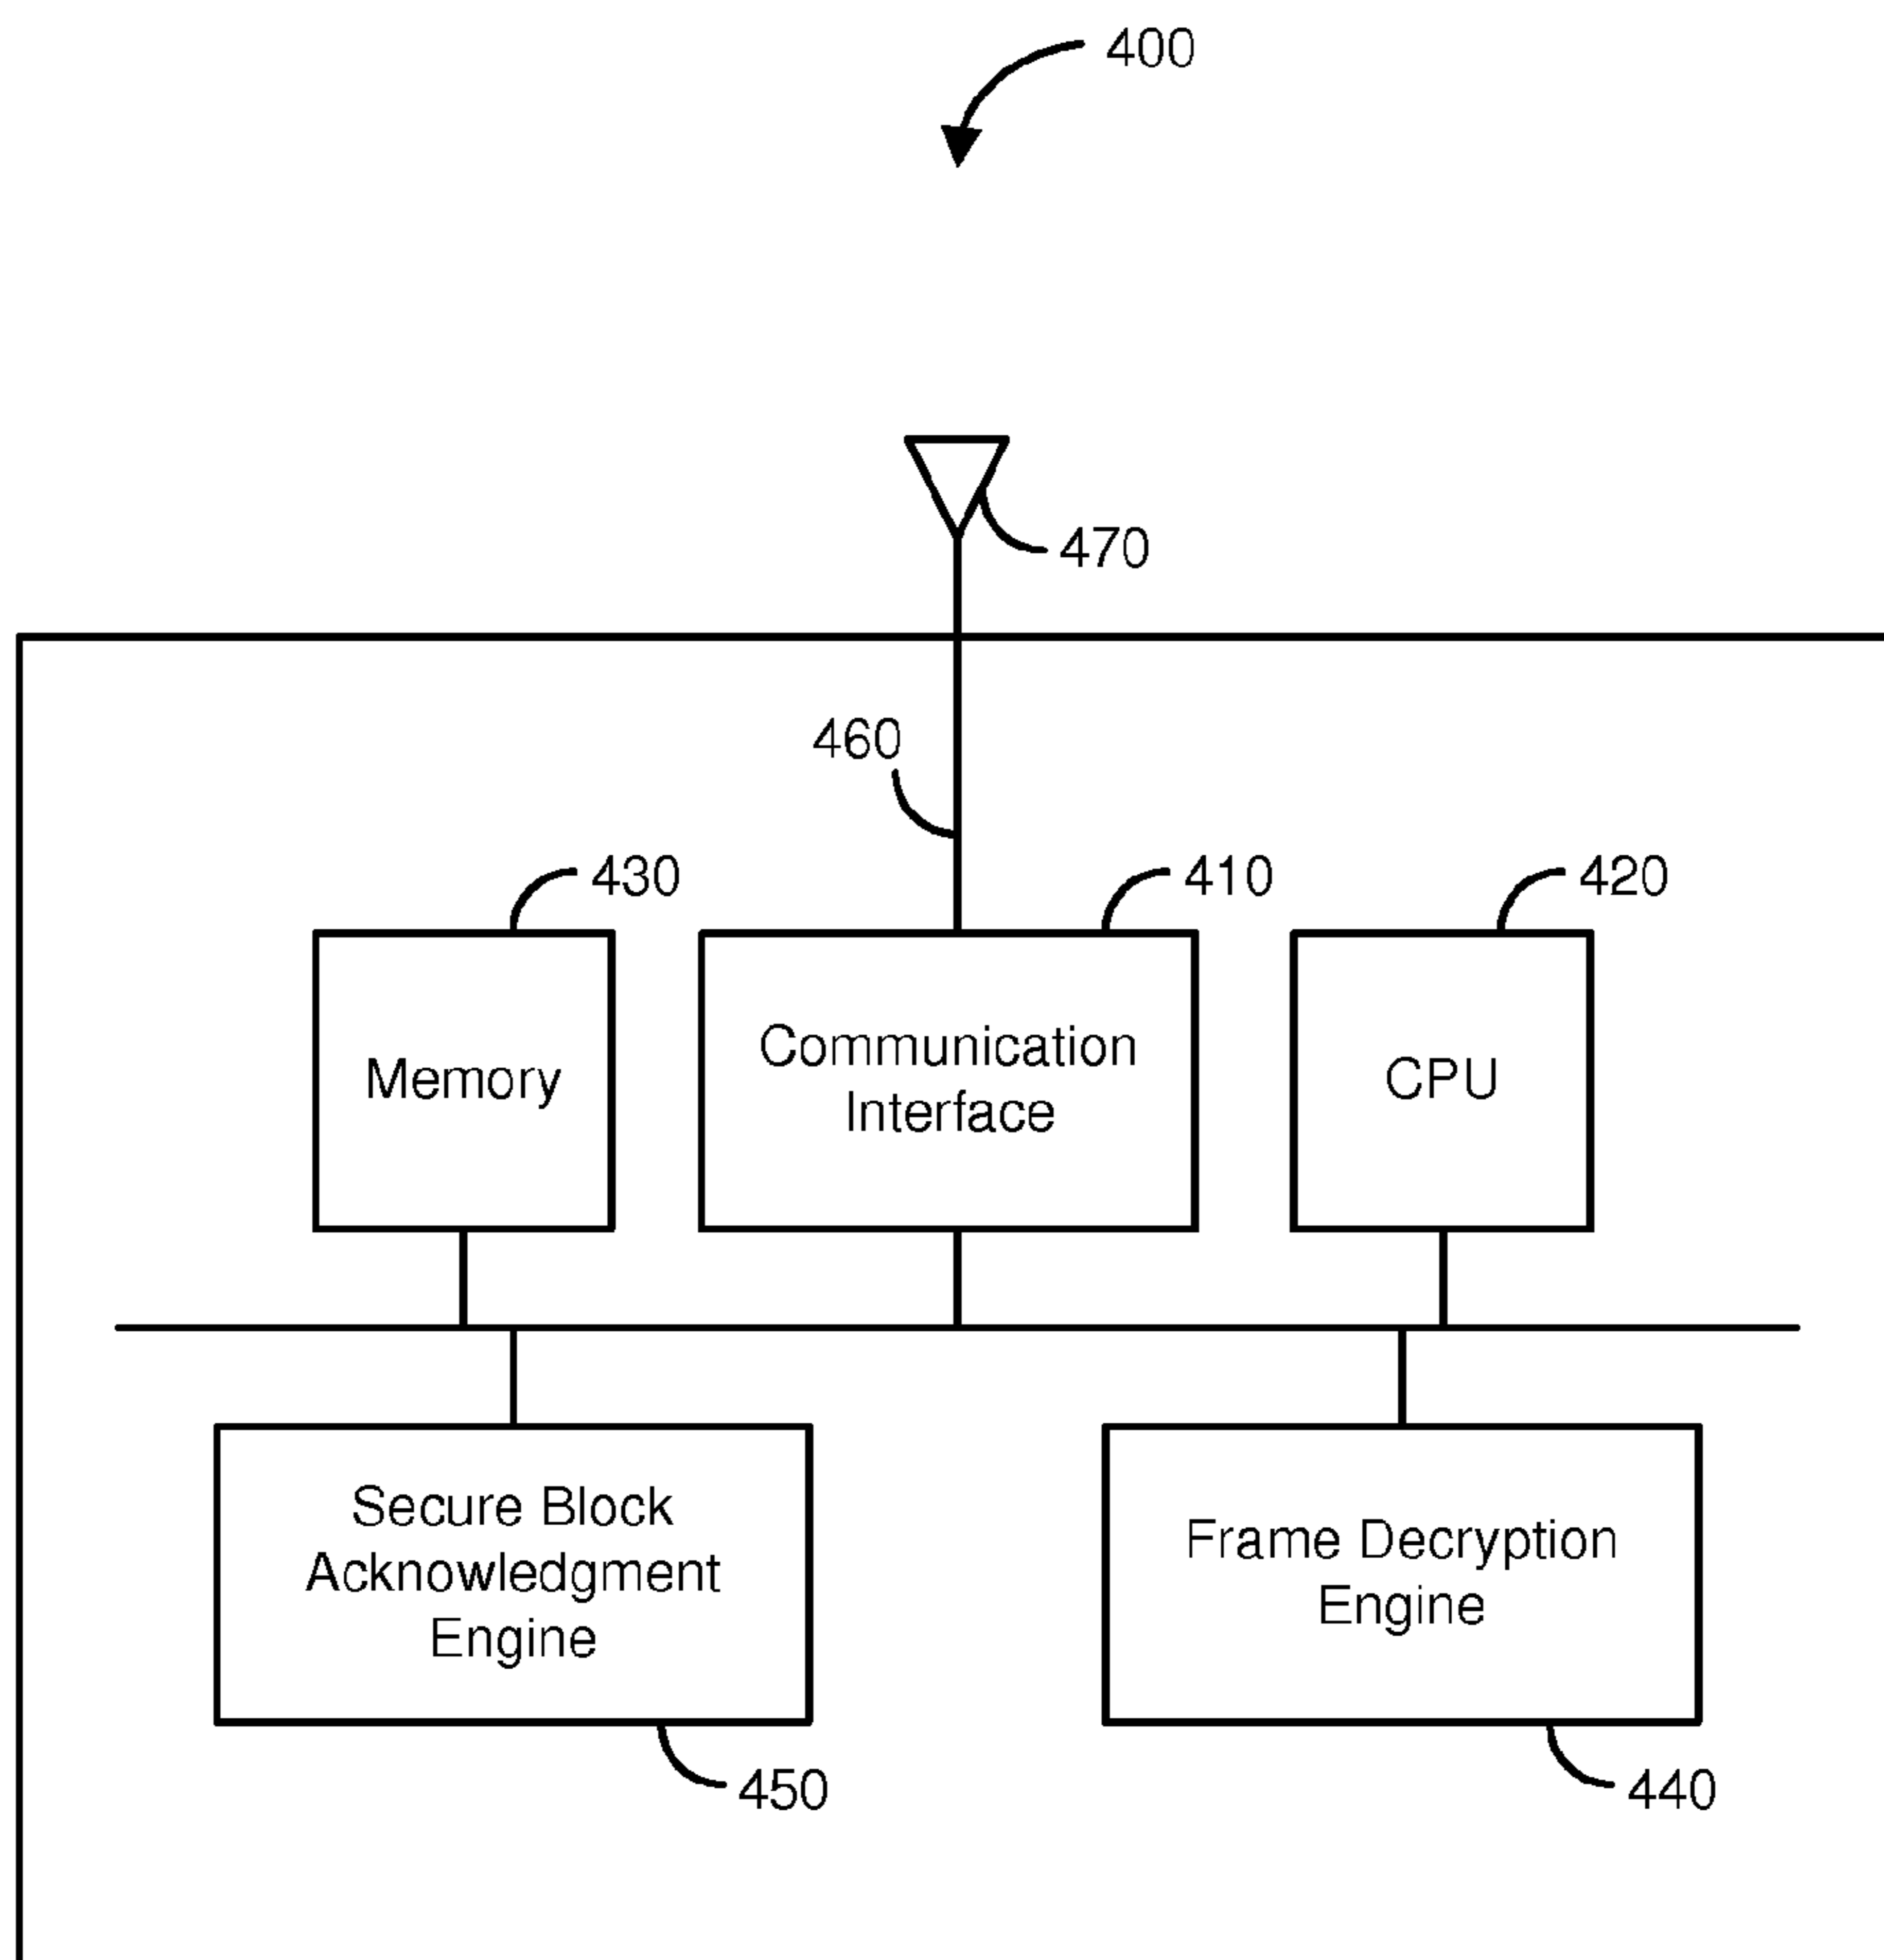 400
470
460
430
410
420
Memory
Communication
Interface
CPU
Secure Block
Acknowledgment
Engine
Frame Decryption
Engine
450
440